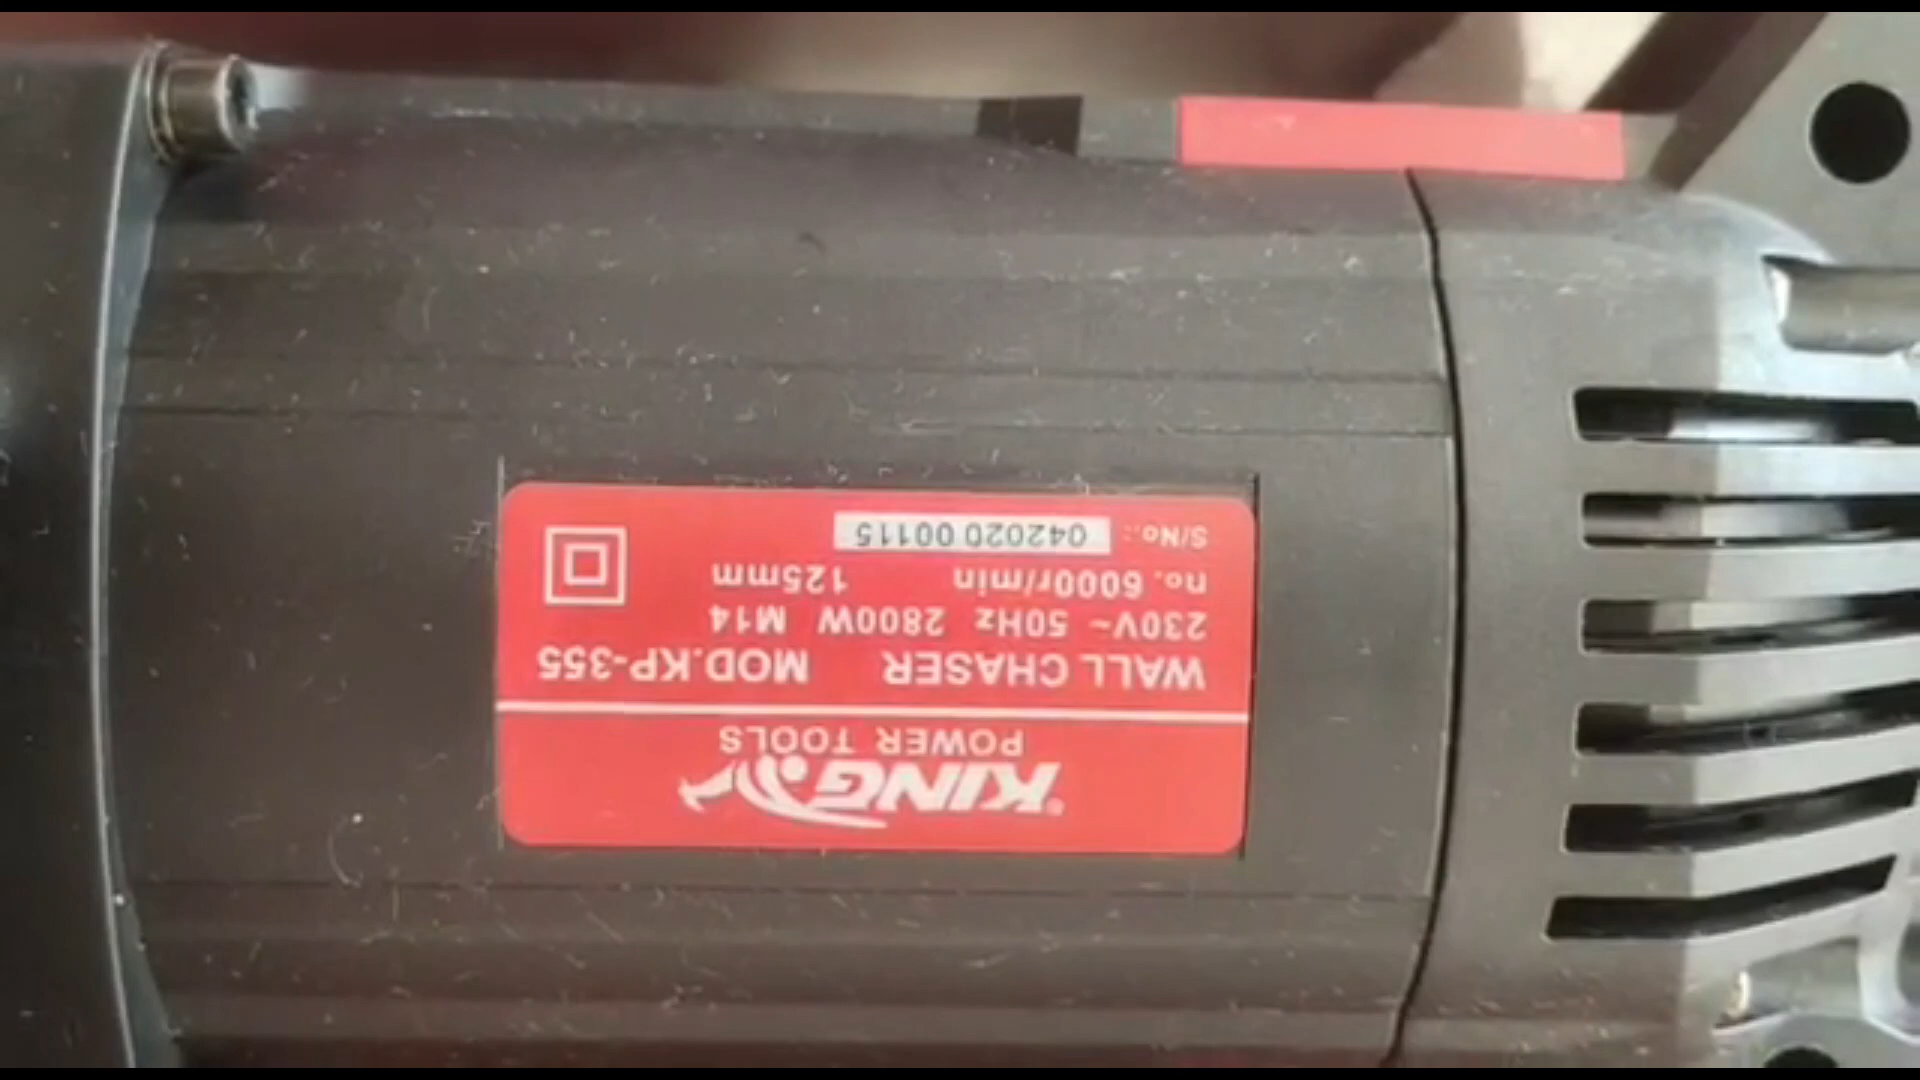 KING®
POWER TOOLS
WALL CHASER MOD.KP-355
230V~ 50Hz 2800W M14
no. 6000r/min 125mm
S/No.: 042020 00115